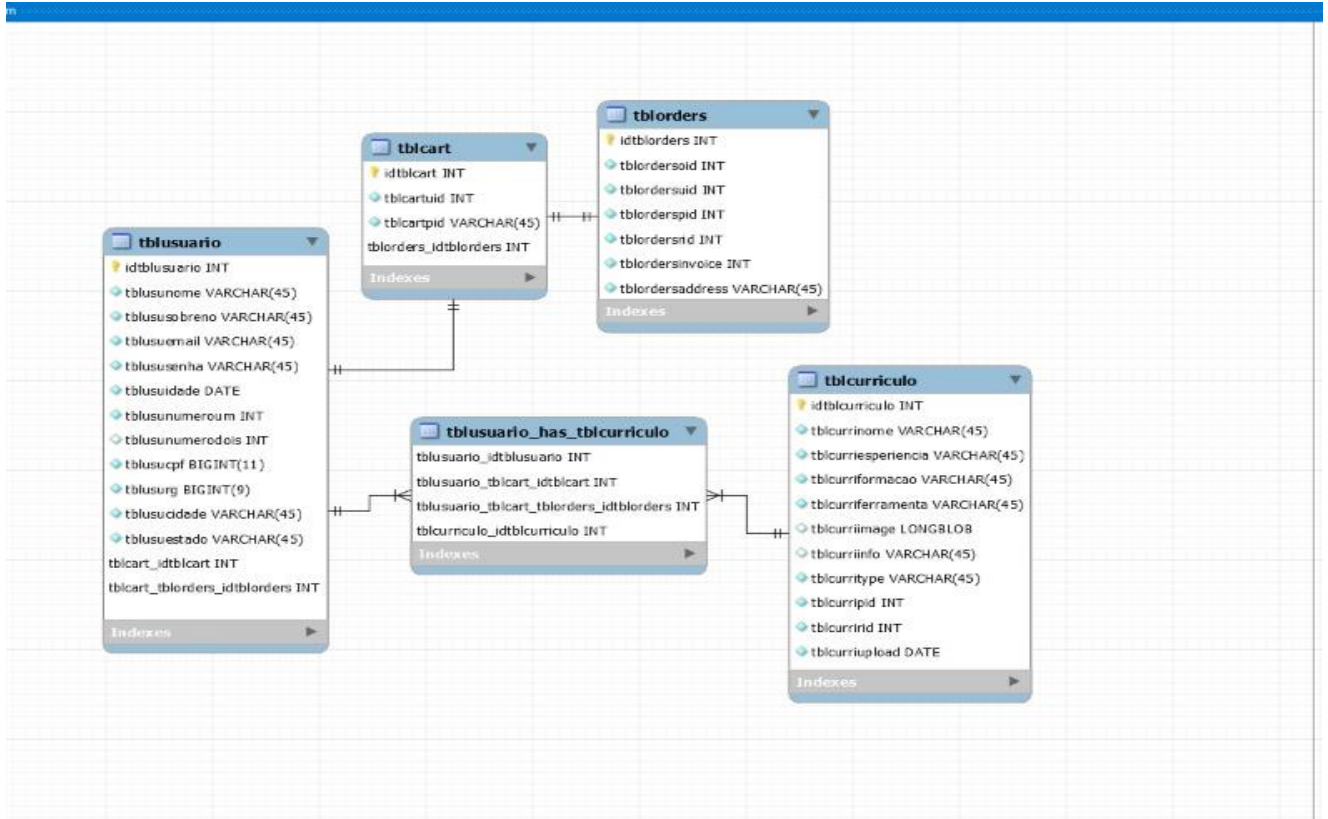 m
tblorders
idtblorders INT
tblordersoid INT
tblordersuid INT
tblorderspid INT
tblordersrid INT
tblordersinvoice INT
tblordersaddress VARCHAR(45)
Indexes
tblcart
idtblcart INT
tblcartuid INT
tblcartpid VARCHAR(45)
tblorders_idtblorders INT
Indexes
tblusuario
idtblusuario INT
tblusunome VARCHAR(45)
tblususobreno VARCHAR(45)
tblusuemail VARCHAR(45)
tblususenha VARCHAR(45)
tblusuidade DATE
tblusunumeroum INT
tblusunumerodois INT
tblusucpf BIGINT(11)
tblusurg BIGINT(9)
tblusucidade VARCHAR(45)
tblusuestado VARCHAR(45)
tblcart_idtblcart INT
tblcart_tblorders_idtblorders INT
Indexes
tblusuario_has_tblcurriculo
tblusuario_idtblusuario INT
tblusuario_tblcart_idtblcart INT
tblusuario_tblcart_tblorders_idtblorders INT
tblcurriculo_idtblcurriculo INT
Indexes
tblcurriculo
idtblcurriculo INT
tblcurrinome VARCHAR(45)
tblcurriesperiencia VARCHAR(45)
tblcurriformacao VARCHAR(45)
tblcurriferramenta VARCHAR(45)
tblcurriimage LONGBLOB
tblcurriinfo VARCHAR(45)
tblcurritype VARCHAR(45)
tblcurripid INT
tblcurririd INT
tblcurriupload DATE
Indexes